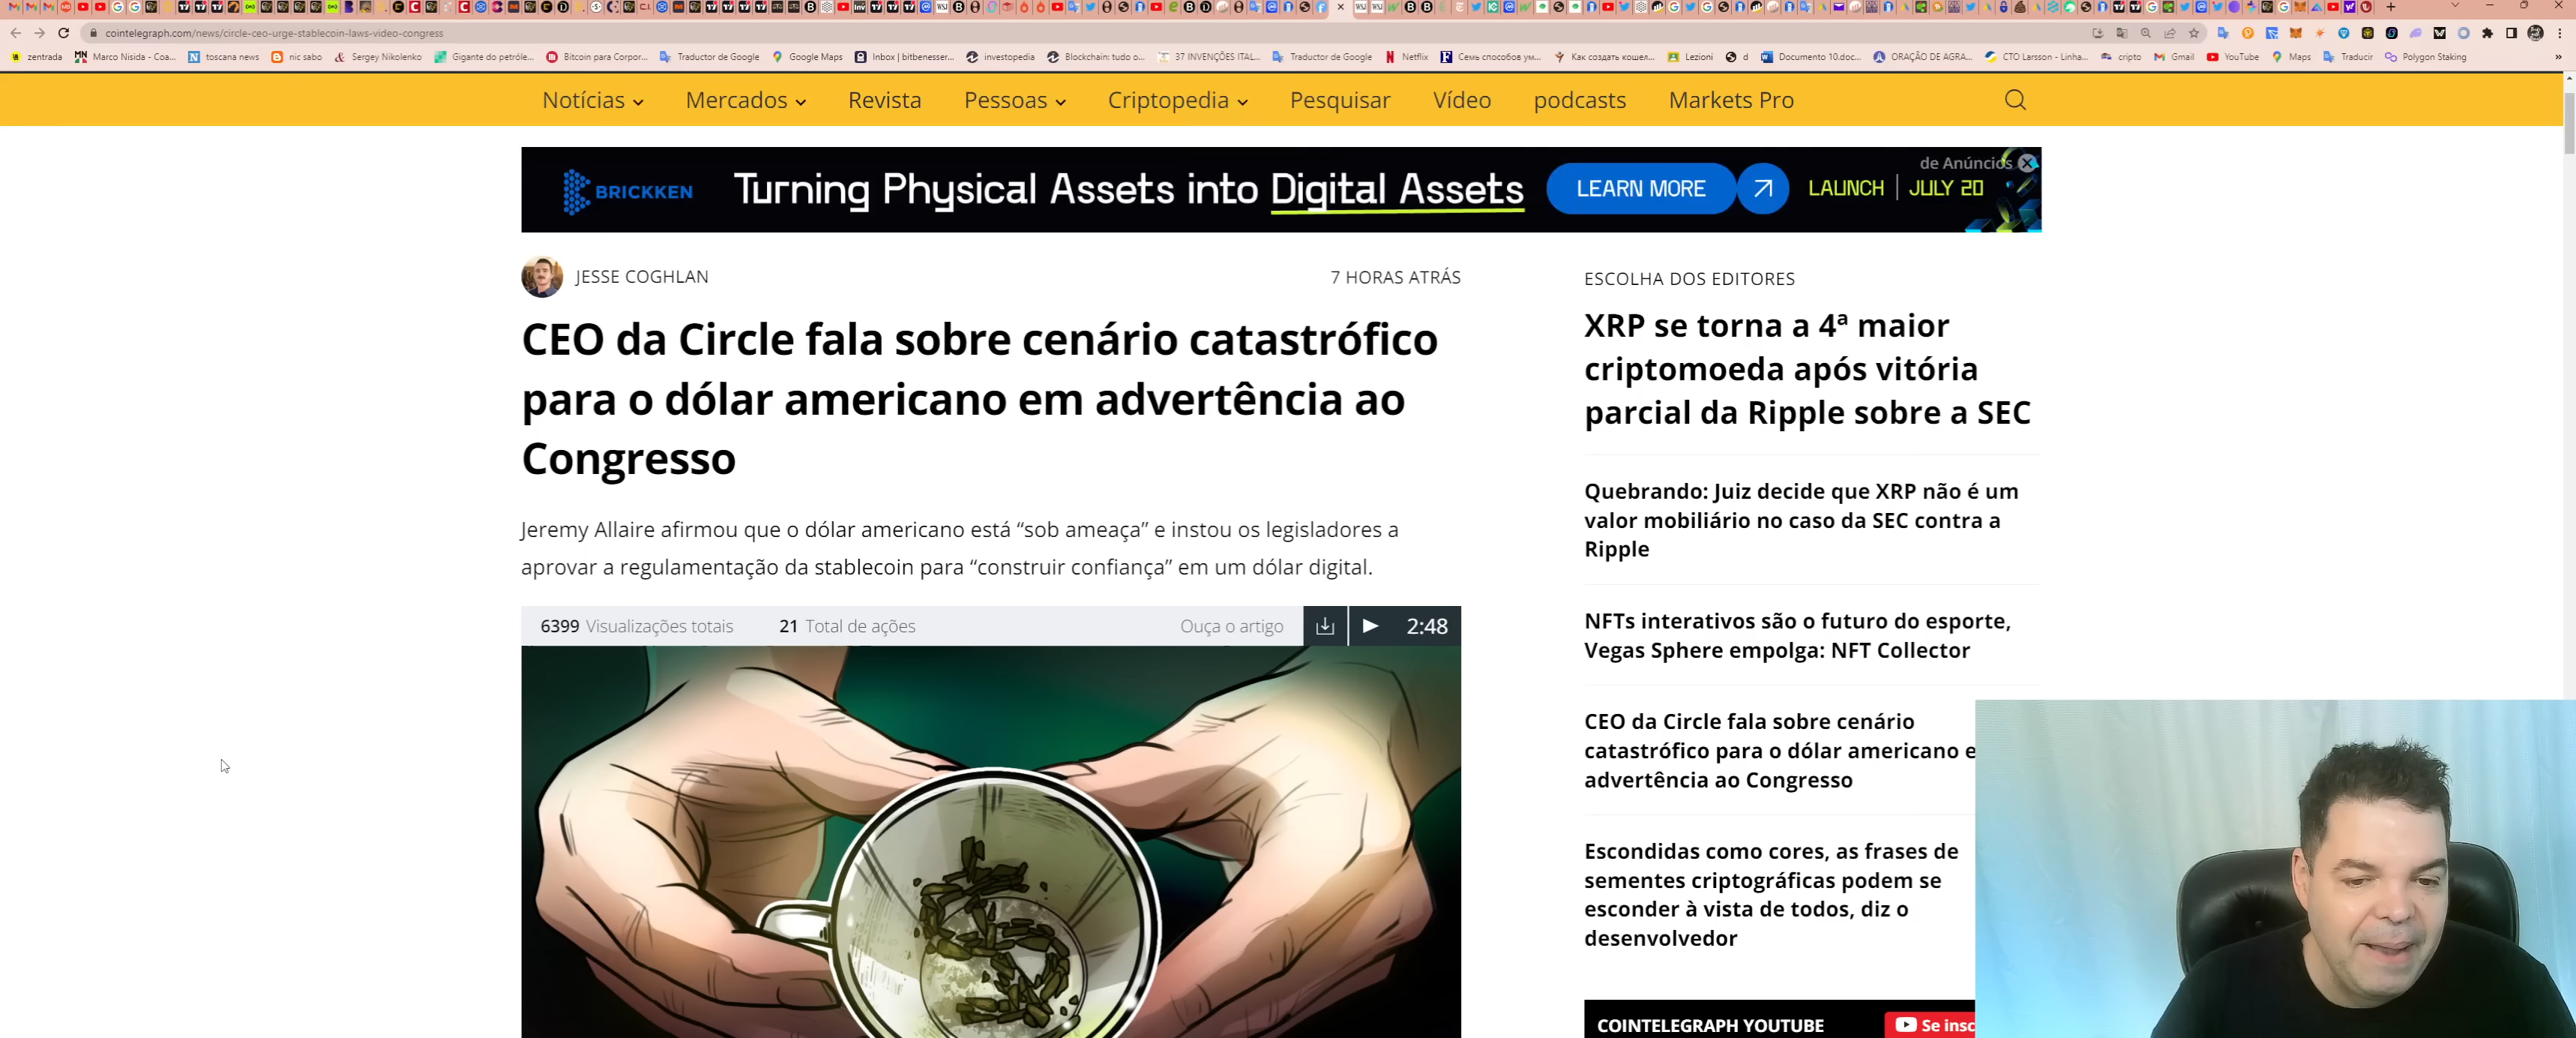 cointelegraph.com/news/circle-ceo-urge-stablecoin-laws-video-congress
zentrada Marco Nisida - Coa... toscana news nic sabo Sergey Nikolenko Gigante do petróle... Bitcoin para Corpor... Traductor de Google Google Maps Inbox | bitbenesser... investopedia Blockchain: tudo o... 37 INVENÇÕES ITAL... Traductor de Google Netflix Семь способов ум... Как создать кошел... Lezioni d Documento 10.doc... ORAÇÃO DE AGRA... CTO Larsson - Linha... cripto Gmail YouTube Maps Traducir Polygon Staking »
Notícias Mercados Revista Pessoas Criptopedia Pesquisar Vídeo podcasts Markets Pro
de Anúncios
BRICKKEN Turning Physical Assets into Digital Assets LEARN MORE LAUNCH | JULY 20
JESSE COGHLAN 7 HORAS ATRÁS
CEO da Circle fala sobre cenário catastrófico
para o dólar americano em advertência ao
Congresso
Jeremy Allaire afirmou que o dólar americano está “sob ameaça” e instou os legisladores a
aprovar a regulamentação da stablecoin para “construir confiança” em um dólar digital.
6399 Visualizações totais 21 Total de ações Ouça o artigo 2:48
ESCOLHA DOS EDITORES
XRP se torna a 4ª maior
criptomoeda após vitória
parcial da Ripple sobre a SEC
Quebrando: Juiz decide que XRP não é um
valor mobiliário no caso da SEC contra a
Ripple
NFTs interativos são o futuro do esporte,
Vegas Sphere empolga: NFT Collector
CEO da Circle fala sobre cenário
catastrófico para o dólar americano e
advertência ao Congresso
Escondidas como cores, as frases de
sementes criptográficas podem se
esconder à vista de todos, diz o
desenvolvedor
COINTELEGRAPH YOUTUBE Se insc